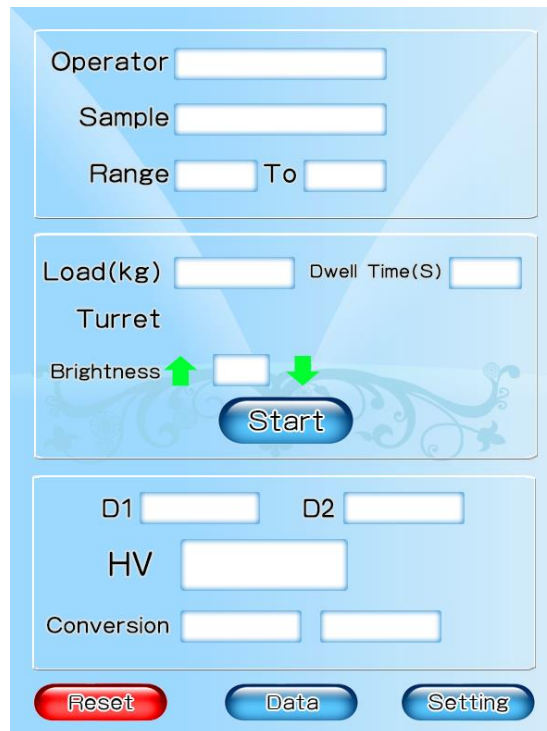 Operator
Sample
Range To
Load(kg) Dwell Time(S)
Turret
Brightness
Start
D1 D2
HV
Conversion
Reset Data Setting